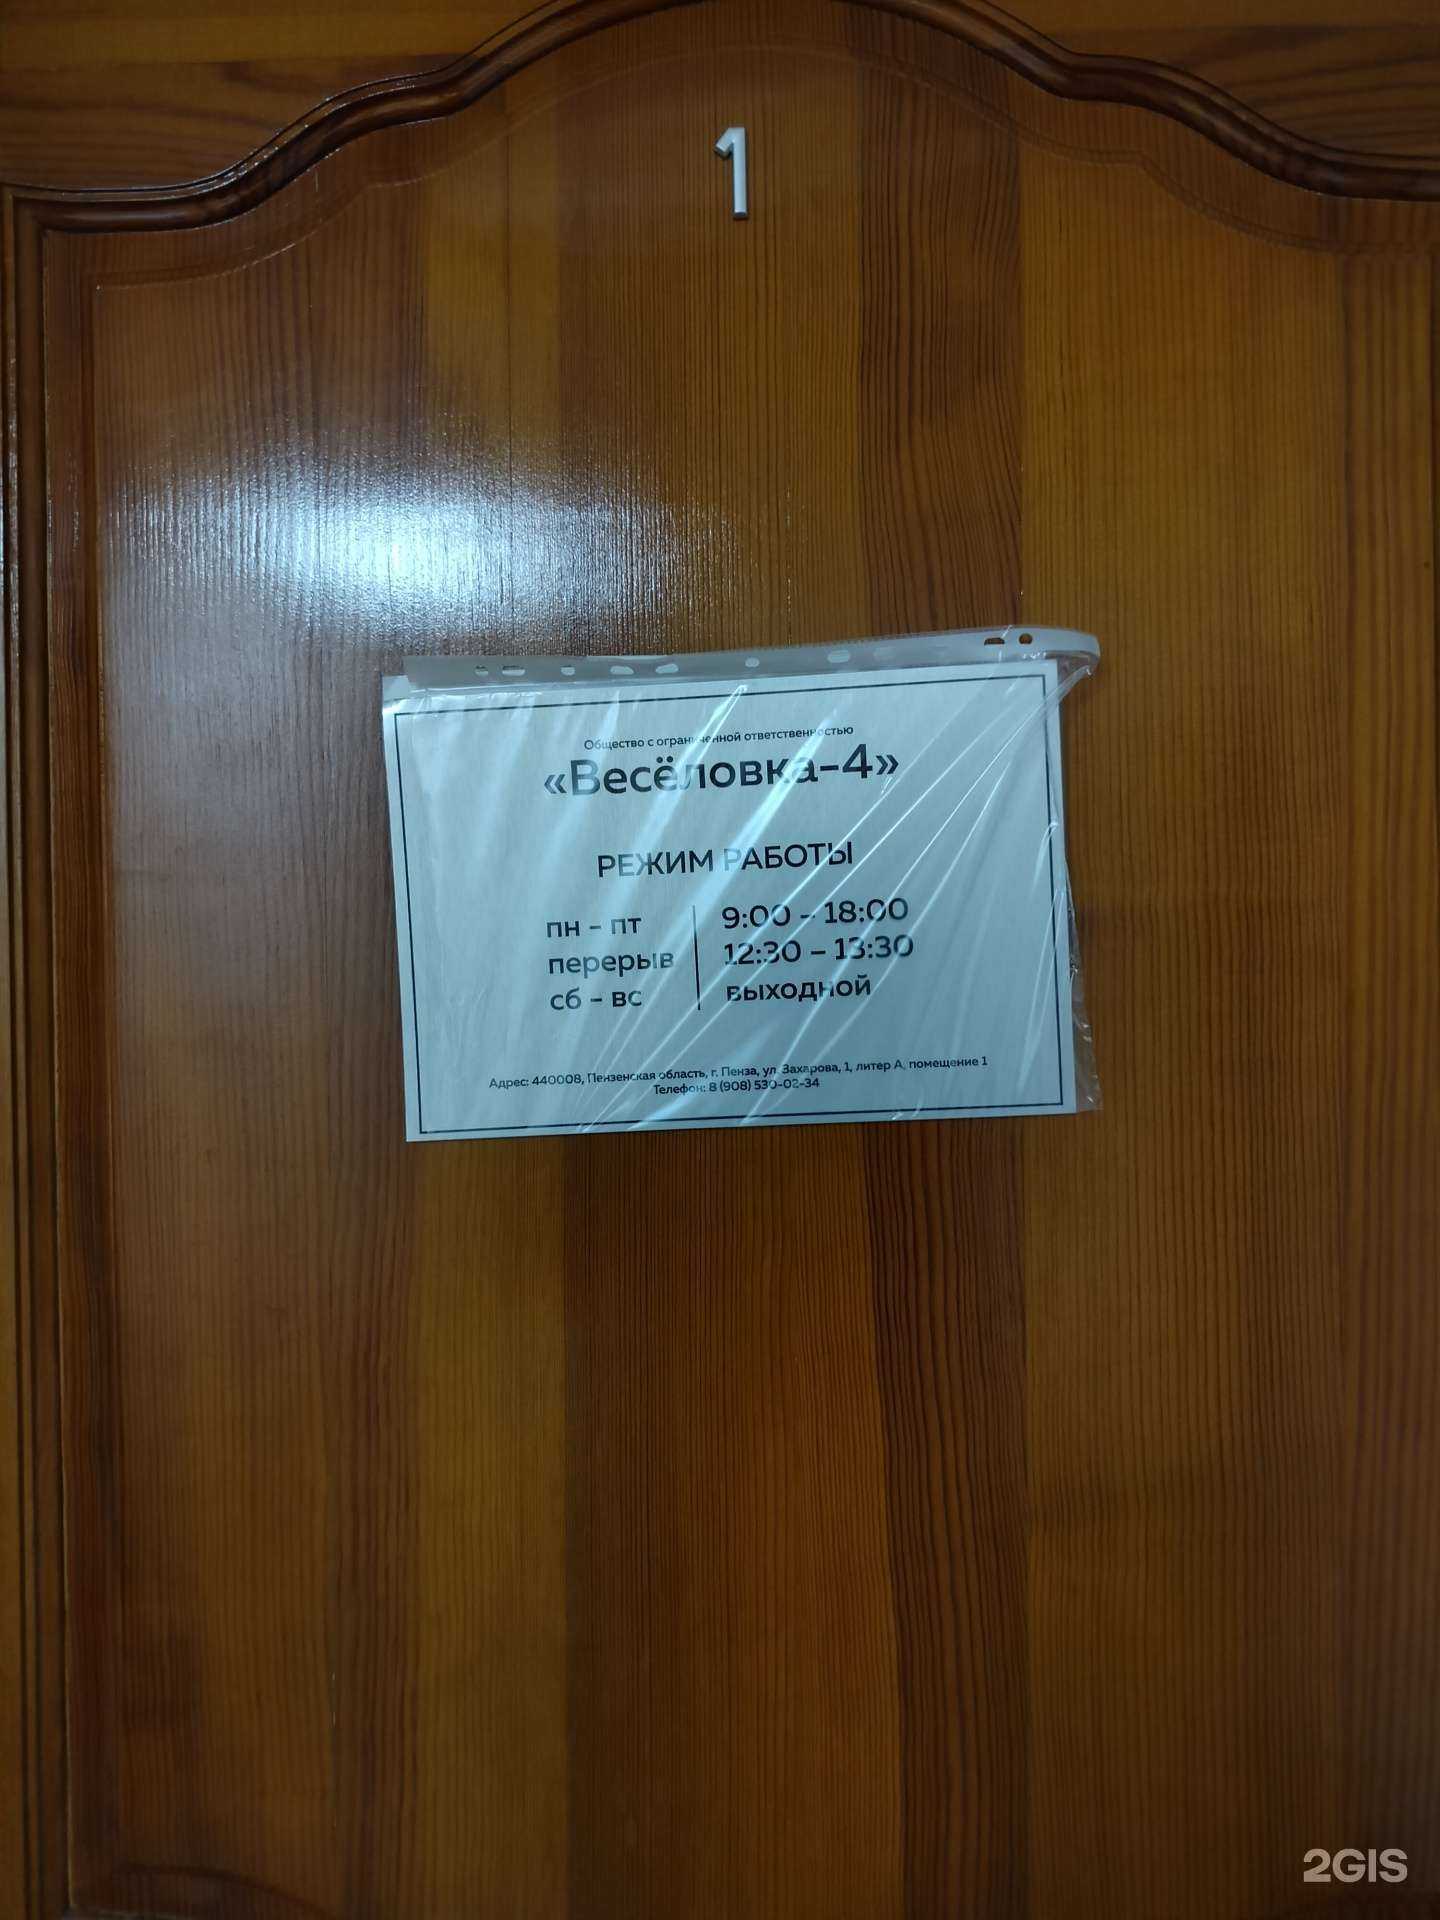 1
Общество с ограниченной ответственностью
«Весёловка-4»
РЕЖИМ РАБОТЫ
пн – пт 9:00 – 18:00
перерыв 12:30 – 13:30
сб – вс выходной
Адрес: 440008, Пензенская область, г. Пенза, ул. Захарова, 1, литер А, помещение 1
Телефон: 8 (908) 530-02-34
2GIS